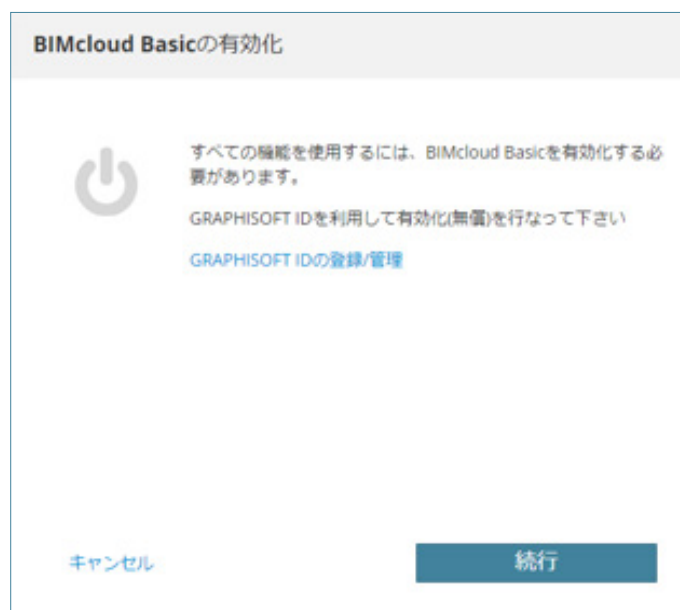 BIMcloud Basicの有効化
すべての機能を使用するには、BIMcloud Basicを有効化する必
要があります。
GRAPHISOFT IDを利用して有効化(無償)を行なって下さい
GRAPHISOFT IDの登録/管理
キャンセル
続行